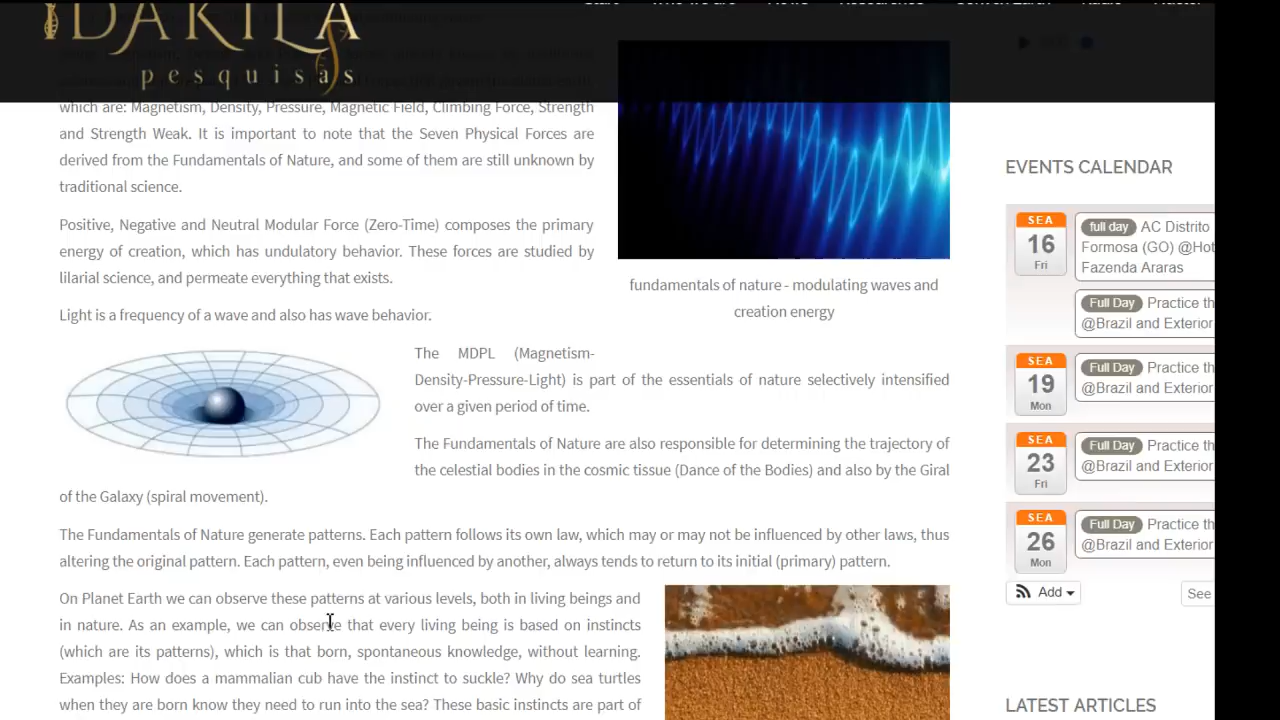 DAKILA
pesquisas
which are: Magnetism, Density, Pressure, Magnetic Field, Climbing Force, Strength
and Strength Weak. It is important to note that the Seven Physical Forces are
derived from the Fundamentals of Nature, and some of them are still unknown by
traditional science.
Positive, Negative and Neutral Modular Force (Zero-Time) composes the primary
energy of creation, which has undulatory behavior. These forces are studied by
lilarial science, and permeate everything that exists.
Light is a frequency of a wave and also has wave behavior.
fundamentals of nature - modulating waves and
creation energy
The MDPL (Magnetism-
Density-Pressure-Light) is part of the essentials of nature selectively intensified
over a given period of time.
The Fundamentals of Nature are also responsible for determining the trajectory of
the celestial bodies in the cosmic tissue (Dance of the Bodies) and also by the Giral
of the Galaxy (spiral movement).
The Fundamentals of Nature generate patterns. Each pattern follows its own law, which may or may not be influenced by other laws, thus
altering the original pattern. Each pattern, even being influenced by another, always tends to return to its initial (primary) pattern.
On Planet Earth we can observe these patterns at various levels, both in living beings and
in nature. As an example, we can observe that every living being is based on instincts
(which are its patterns), which is that born, spontaneous knowledge, without learning.
Examples: How does a mammalian cub have the instinct to suckle? Why do sea turtles
when they are born know they need to run into the sea? These basic instincts are part of
EVENTS CALENDAR
SEA
16
Fri
full day AC Distrito
Formosa (GO) @Hot
Fazenda Araras
Full Day Practice th
@Brazil and Exterior
SEA
19
Mon
Full Day Practice th
@Brazil and Exterior
SEA
23
Fri
Full Day Practice th
@Brazil and Exterior
SEA
26
Mon
Full Day Practice th
@Brazil and Exterior
Add
See
LATEST ARTICLES